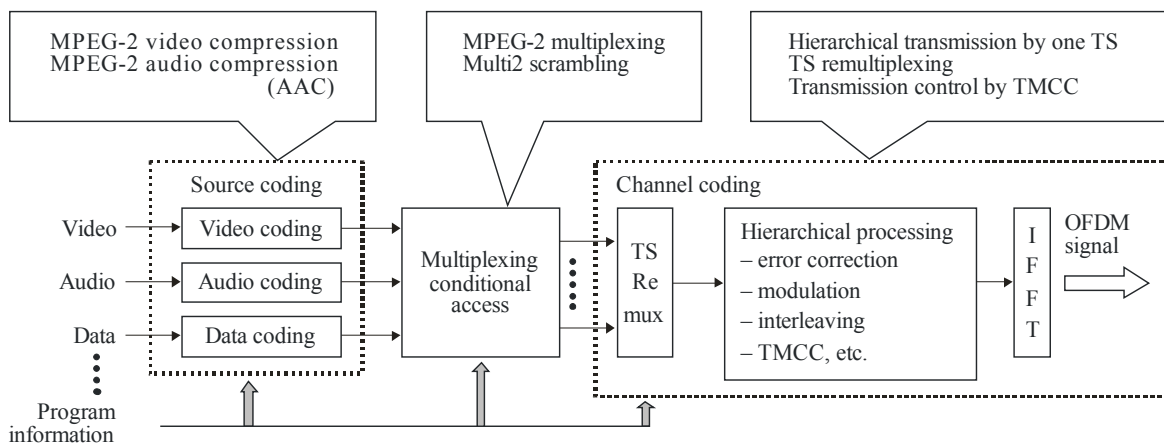 MPEG-2 video compression
MPEG-2 audio compression
(AAC)
MPEG-2 multiplexing
Multi2 scrambling
Hierarchical transmission by one TS
TS remultiplexing
Transmission control by TMCC
Source coding
Video
Video coding
Audio
Audio coding
Data
Data coding
Program
information
Multiplexing
conditional
access
Channel coding
TS
Re
mux
Hierarchical processing
– error correction
– modulation
– interleaving
– TMCC, etc.
I
F
F
T
OFDM
signal